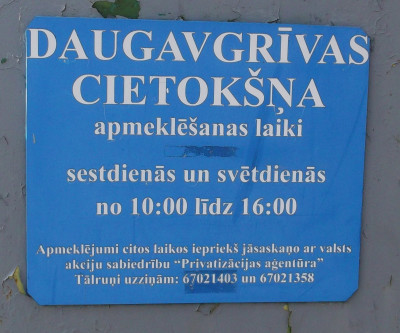 DAUGAVGRĪVAS
CIETOKŠŅA
apmeklēšanas laiki
sestdienās un svētdienās
no 10:00 līdz 16:00
Apmeklējumi citos laikos iepriekš jāsaskaņo ar valsts
akciju sabiedrību “Privatizācijas aģentūra”
Tālruņi uzziņām: 67021403 un 67021358